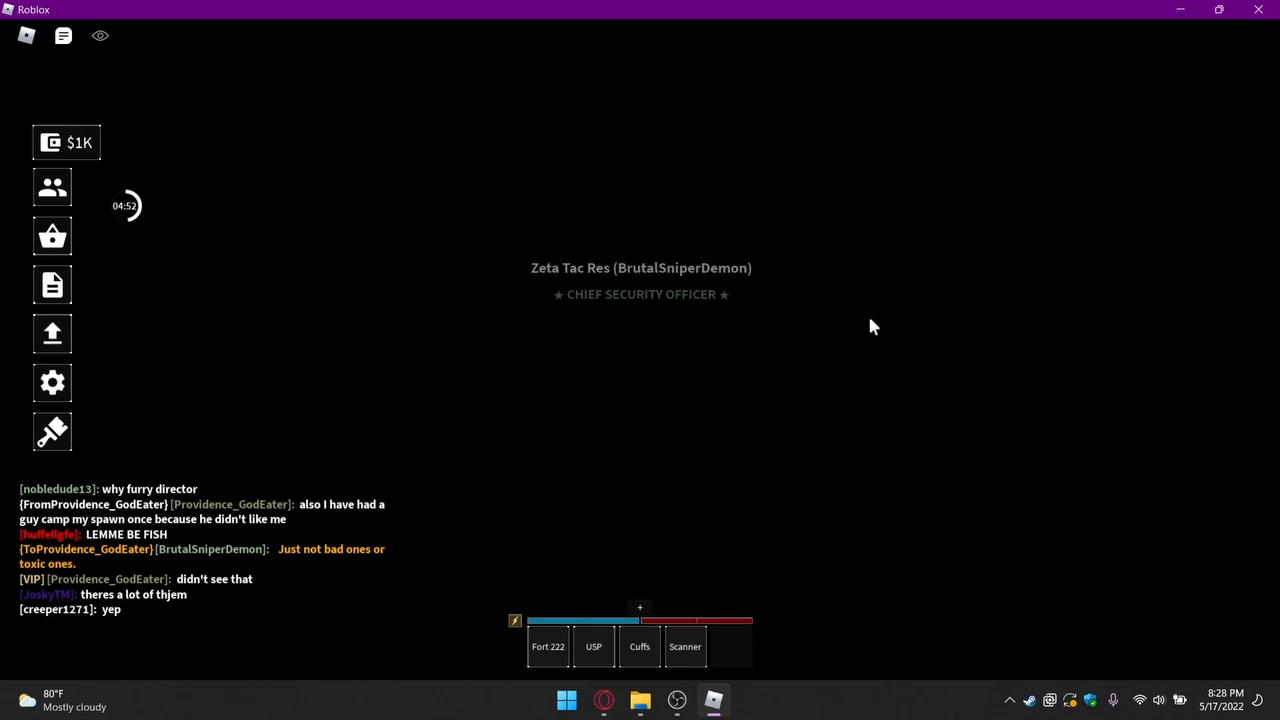 Roblox
$1K
04:52
Zeta Tac Res (BrutalSniperDemon)
★ CHIEF SECURITY OFFICER ★
[nobledude13]: why furry director
{FromProvidence_GodEater} [Providence_GodEater]: also I have had a
guy camp my spawn once because he didn't like me
[huffellgfe]: LEMME BE FISH
{ToProvidence_GodEater} [BrutalSniperDemon]: Just not bad ones or
toxic ones.
[VIP] [Providence_GodEater]: didn't see that
[JoskyTM]: theres a lot of thjem
[creeper1271]: yep
+
Fort 222 USP Cuffs Scanner
80°F
Mostly cloudy
8:28 PM
5/17/2022